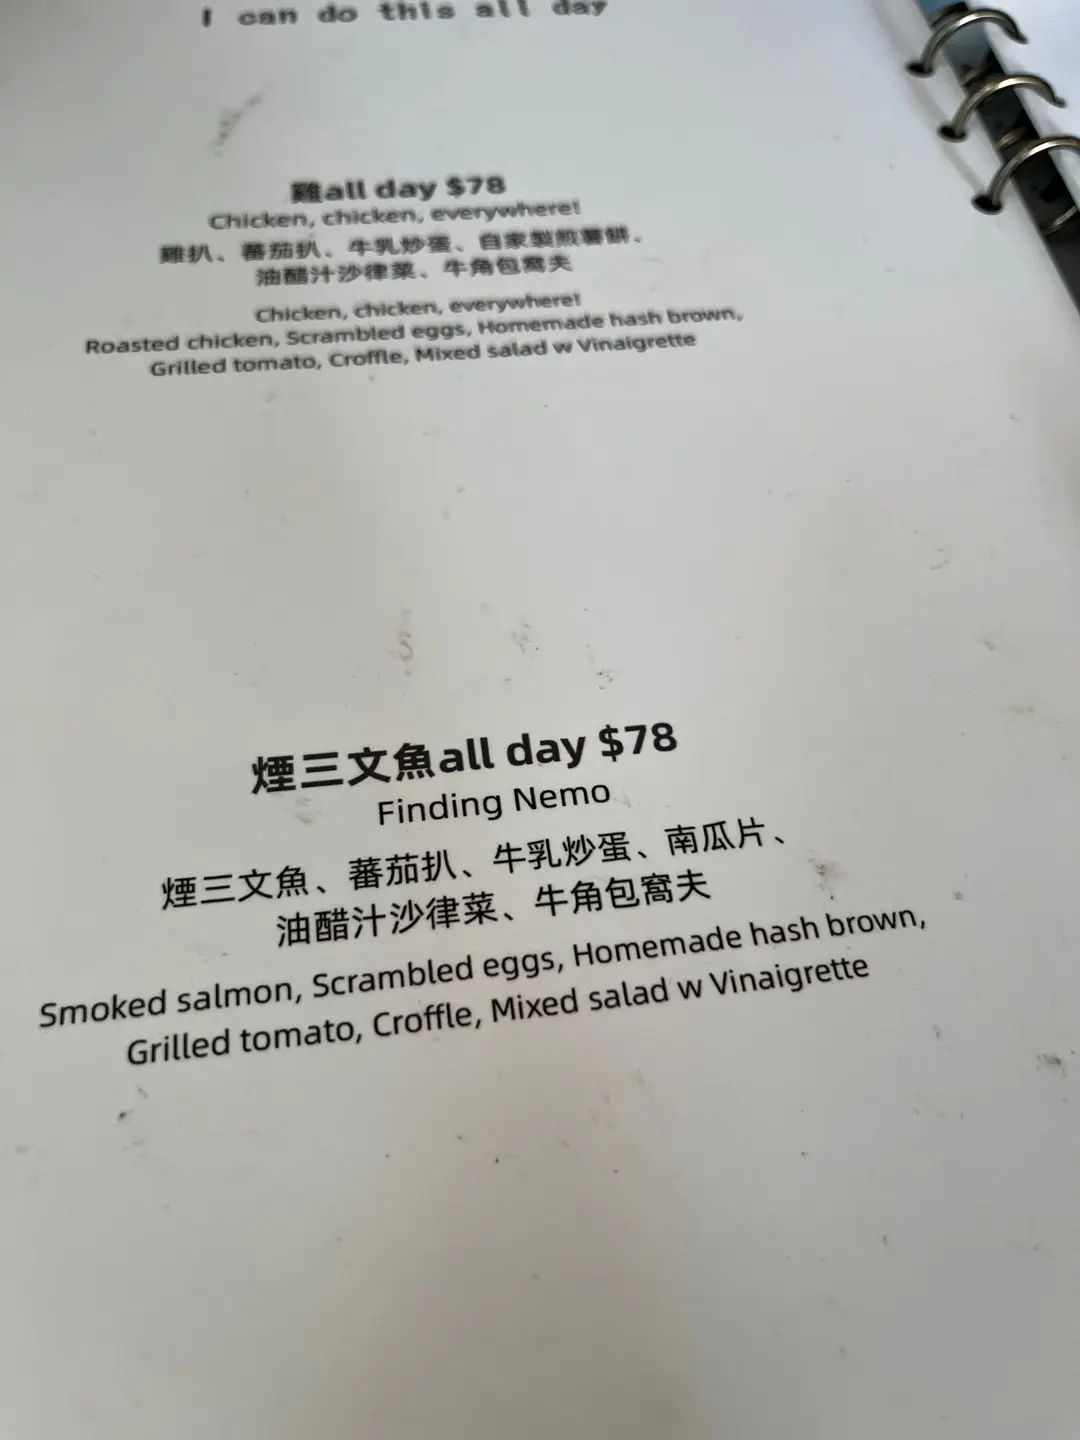 I can do this all day
雞all day $78
Chicken, chicken, everywhere!
雞扒、蕃茄扒、牛乳炒蛋、自家製煎薯餅、
油醋汁沙律菜、牛角包窩夫
Chicken, chicken, everywhere!
Roasted chicken, Scrambled eggs, Homemade hash brown,
Grilled tomato, Croffle, Mixed salad w Vinaigrette
煙三文魚all day $78
Finding Nemo
煙三文魚、蕃茄扒、牛乳炒蛋、南瓜片、
油醋汁沙律菜、牛角包窩夫
Smoked salmon, Scrambled eggs, Homemade hash brown,
Grilled tomato, Croffle, Mixed salad w Vinaigrette